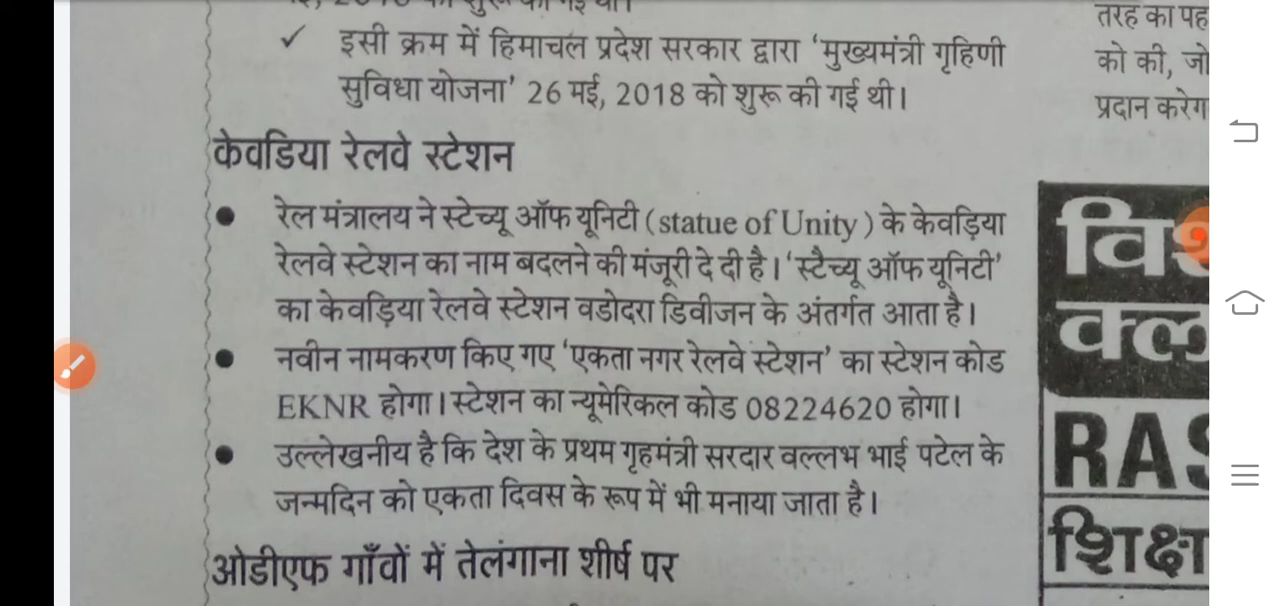 इसी क्रम में हिमाचल प्रदेश सरकार द्वारा ‘मुख्यमंत्री गृहिणी
सुविधा योजना’ 26 मई, 2018 को शुरू की गई थी।
केवडिया रेलवे स्टेशन
रेल मंत्रालय ने स्टेच्यू ऑफ यूनिटी (statue of Unity) के केवड़िया
रेलवे स्टेशन का नाम बदलने की मंजूरी दे दी है। ‘स्टैच्यू ऑफ यूनिटी’
का केवड़िया रेलवे स्टेशन वडोदरा डिवीजन के अंतर्गत आता है।
नवीन नामकरण किए गए ‘एकता नगर रेलवे स्टेशन’ का स्टेशन कोड
EKNR होगा। स्टेशन का न्यूमेरिकल कोड 08224620 होगा।
उल्लेखनीय है कि देश के प्रथम गृहमंत्री सरदार वल्लभ भाई पटेल के
जन्मदिन को एकता दिवस के रूप में भी मनाया जाता है।
ओडीएफ गाँवों में तेलंगाना शीर्ष पर
तरह का पह
को की, जो
प्रदान करेग
RAS